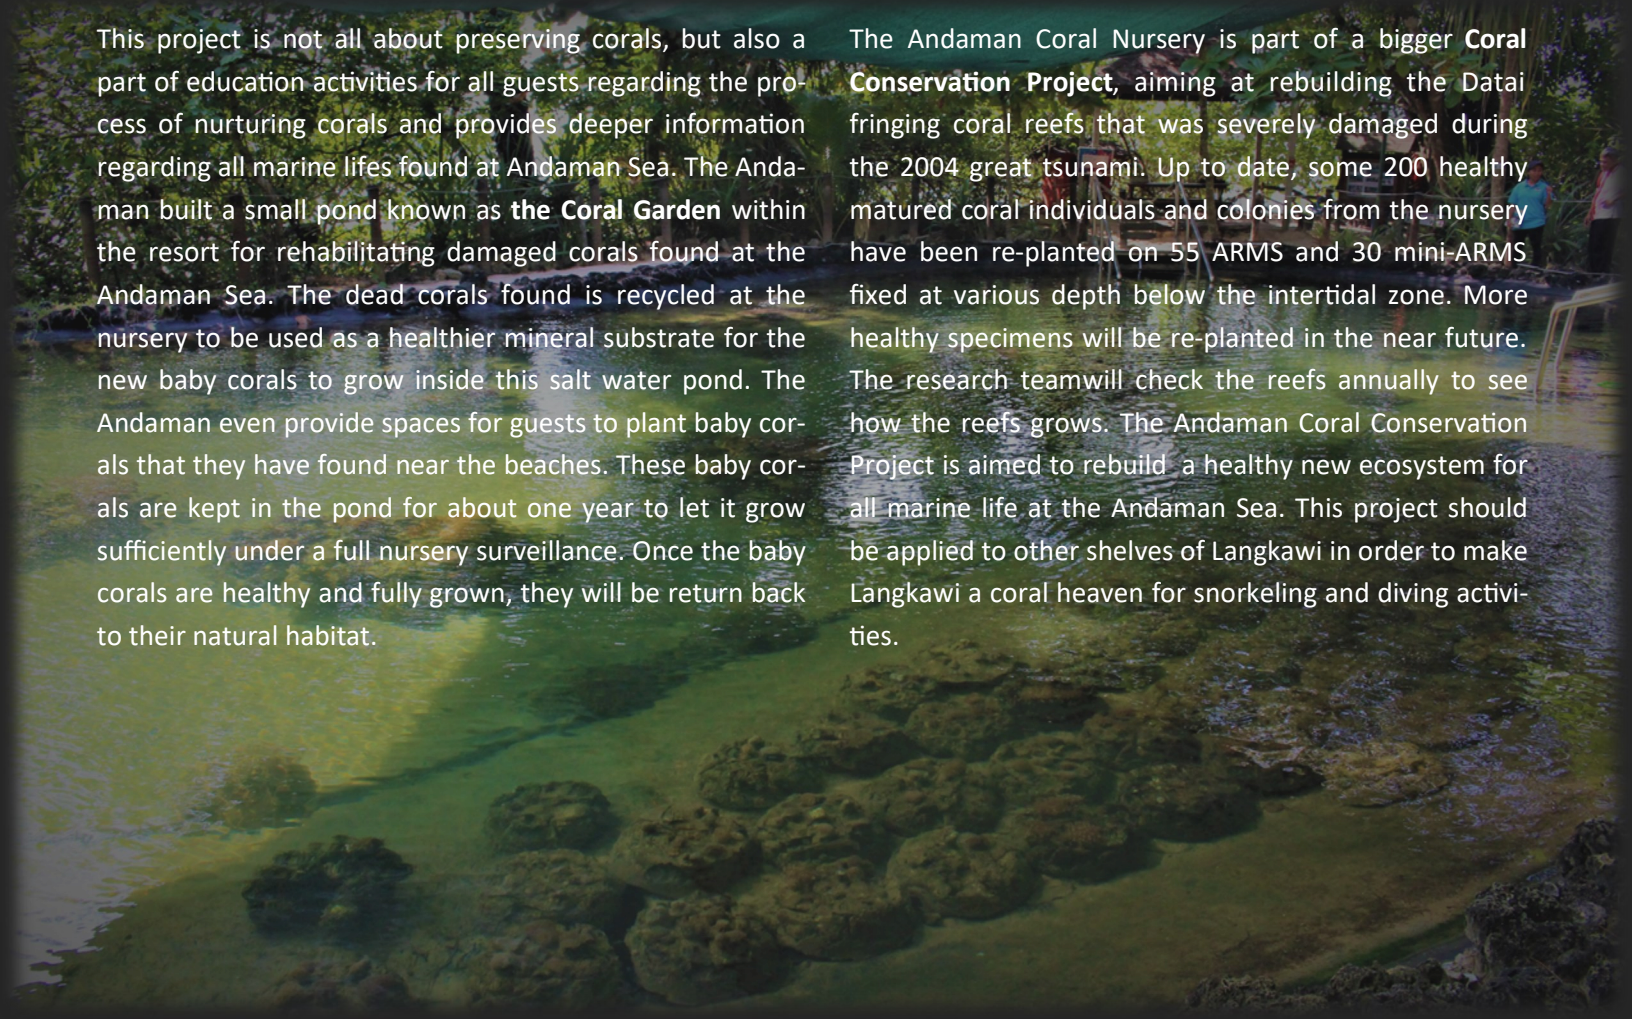 This project is not all about preserving corals, but also a
part of education activities for all guests regarding the pro-
cess of nurturing corals and provides deeper information
regarding all marine lifes found at Andaman Sea. The Anda-
man built a small pond known as the Coral Garden within
the resort for rehabilitating damaged corals found at the
Andaman Sea. The dead corals found is recycled at the
nursery to be used as a healthier mineral substrate for the
new baby corals to grow inside this salt water pond. The
Andaman even provide spaces for guests to plant baby cor-
als that they have found near the beaches. These baby cor-
als are kept in the pond for about one year to let it grow
sufficiently under a full nursery surveillance. Once the baby
corals are healthy and fully grown, they will be return back
to their natural habitat.
The Andaman Coral Nursery is part of a bigger Coral
Conservation Project, aiming at rebuilding the Datai
fringing coral reefs that was severely damaged during
the 2004 great tsunami. Up to date, some 200 healthy
matured coral individuals and colonies from the nursery
have been re-planted on 55 ARMS and 30 mini-ARMS
fixed at various depth below the intertidal zone. More
healthy specimens will be re-planted in the near future.
The research teamwill check the reefs annually to see
how the reefs grows. The Andaman Coral Conservation
Project is aimed to rebuild  a healthy new ecosystem for
all marine life at the Andaman Sea. This project should
be applied to other shelves of Langkawi in order to make
Langkawi a coral heaven for snorkeling and diving activi-
ties.